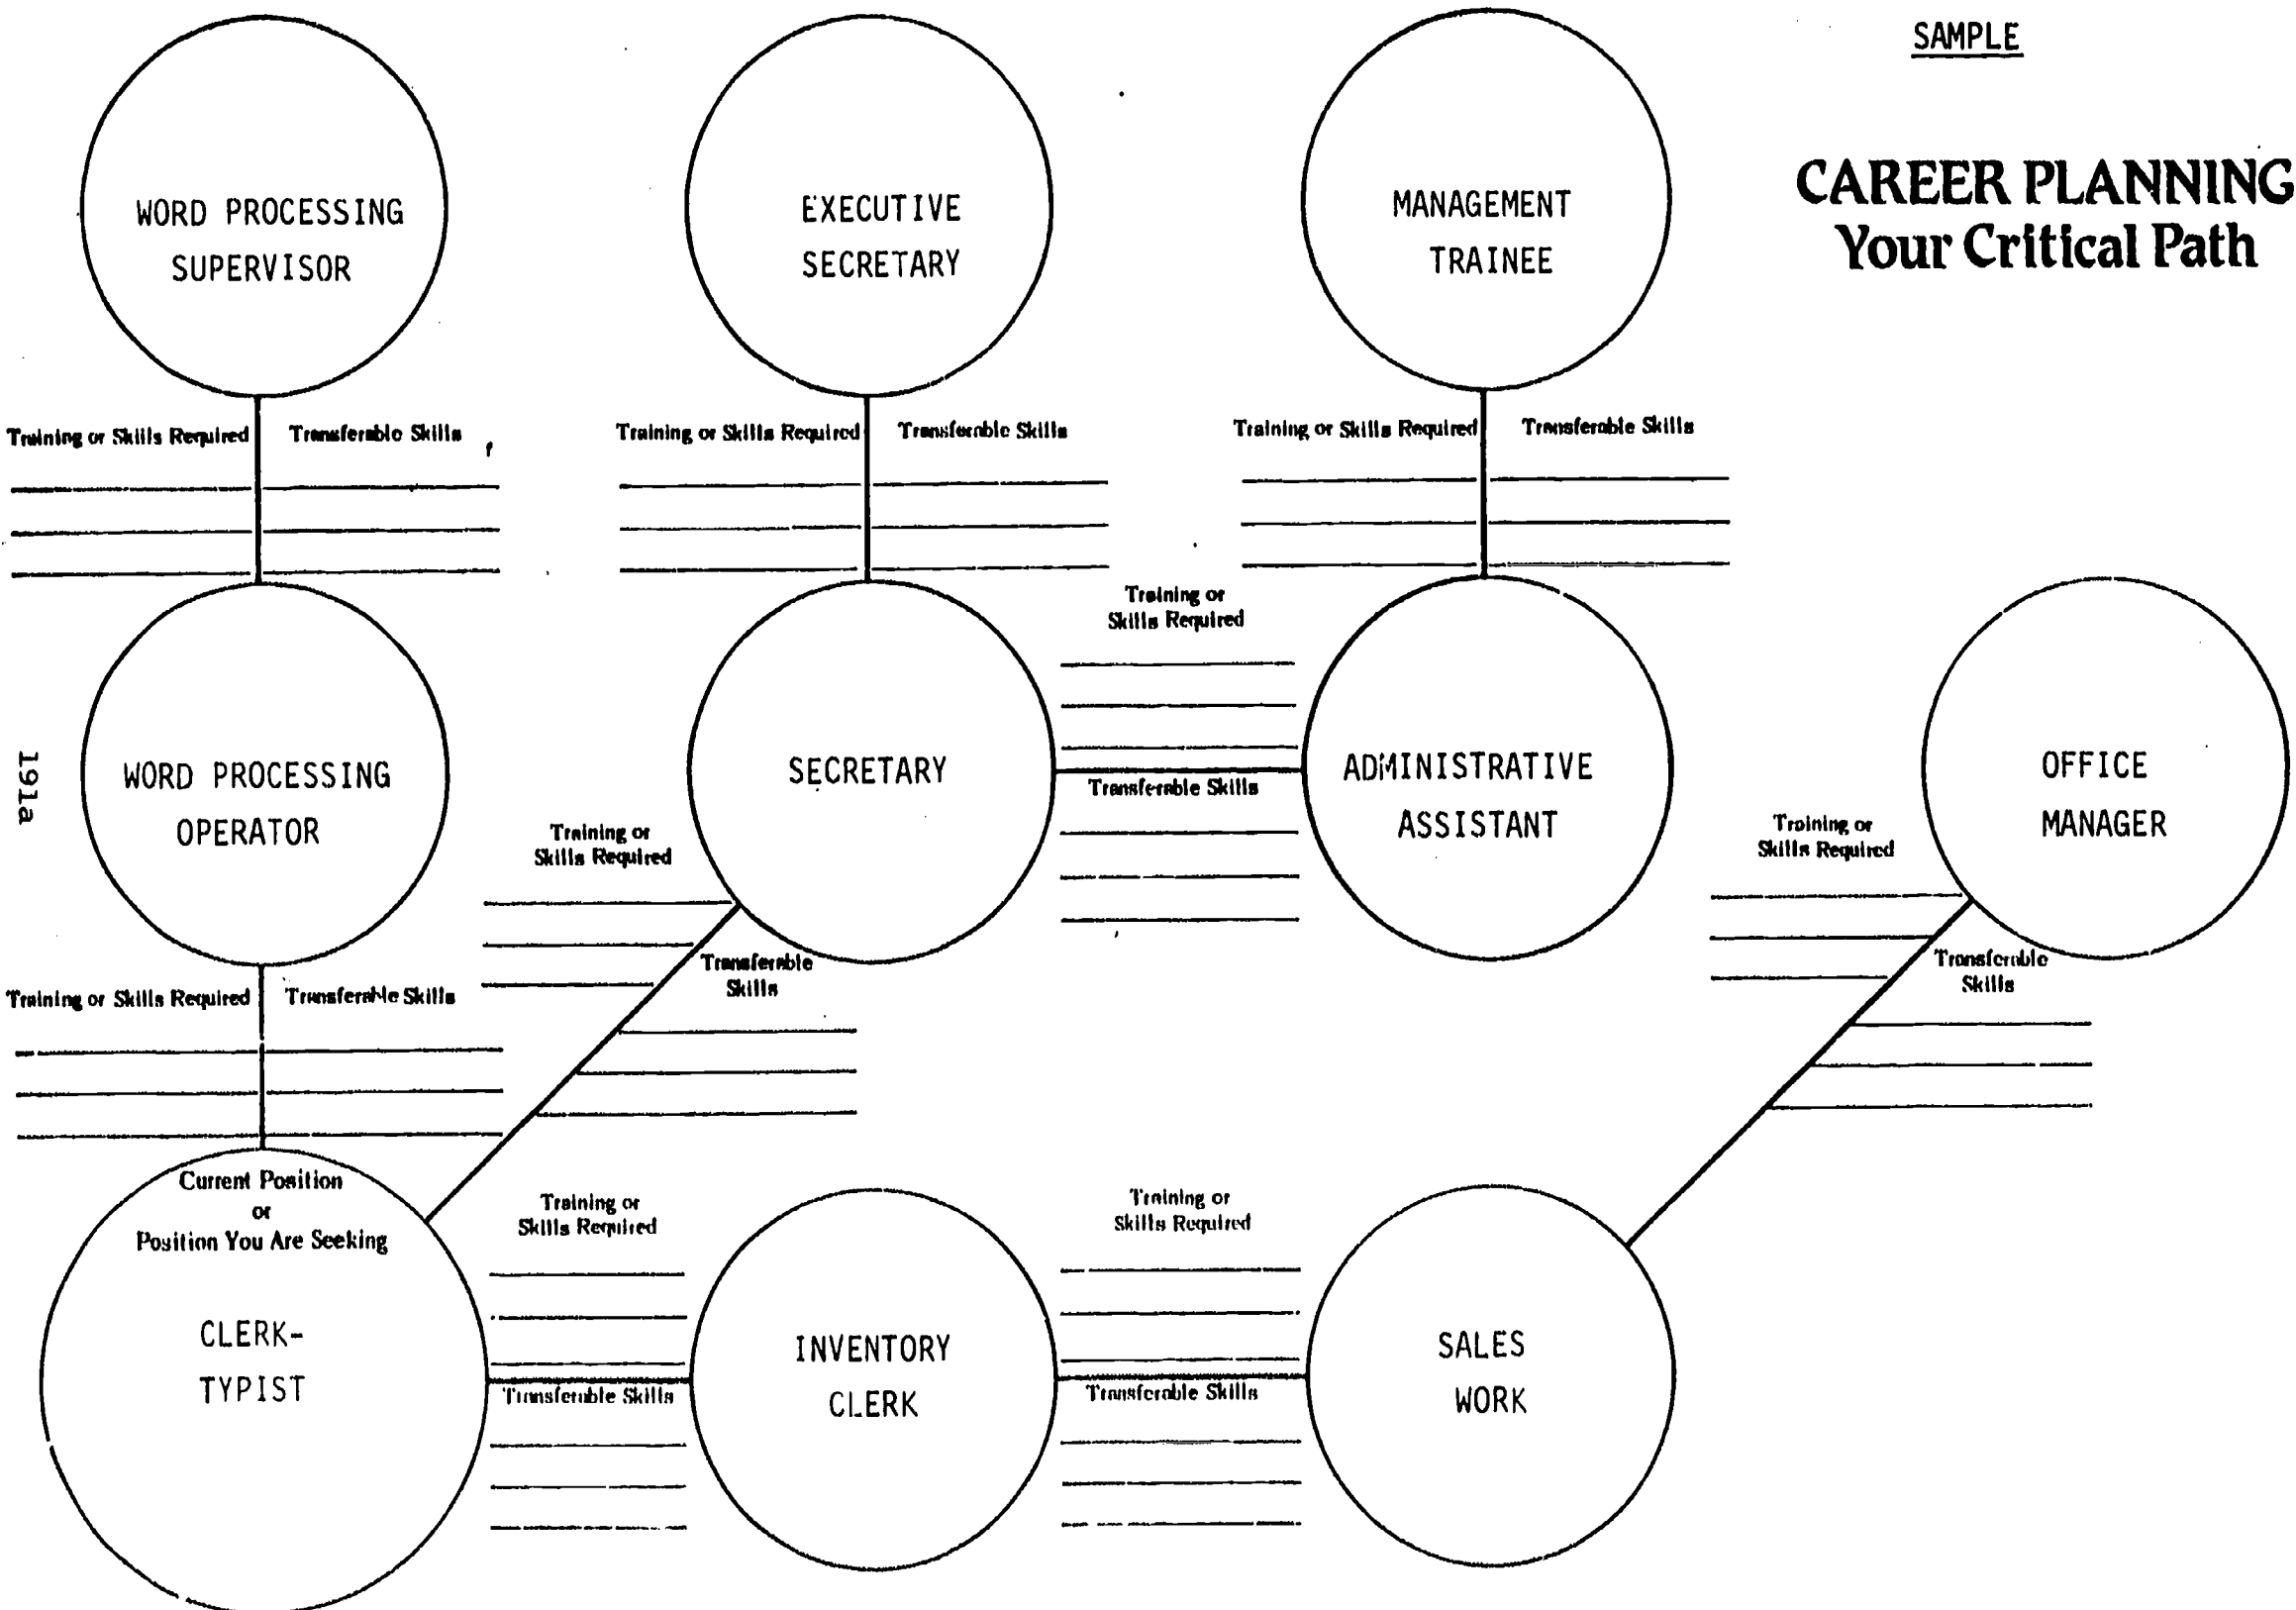 SAMPLE
CAREER PLANNING
Your Critical Path
WORD PROCESSING
SUPERVISOR
EXECUTIVE
SECRETARY
MANAGEMENT
TRAINEE
Training or Skills Required
Transferable Skills
Training or Skills Required
Transferable Skills
Training or Skills Required
Transferable Skills
WORD PROCESSING
OPERATOR
SECRETARY
Training or
Skills Required
Transferable Skills
ADMINISTRATIVE
ASSISTANT
OFFICE
MANAGER
191a
Training or Skills Required
Transferable Skills
Training or
Skills Required
Transferable
Skills
Training or
Skills Required
Transferable
Skills
Current Position
or
Position You Are Seeking
CLERK-
TYPIST
Training or
Skills Required
Transferable Skills
INVENTORY
CLERK
Training or
Skills Required
Transferable Skills
SALES
WORK